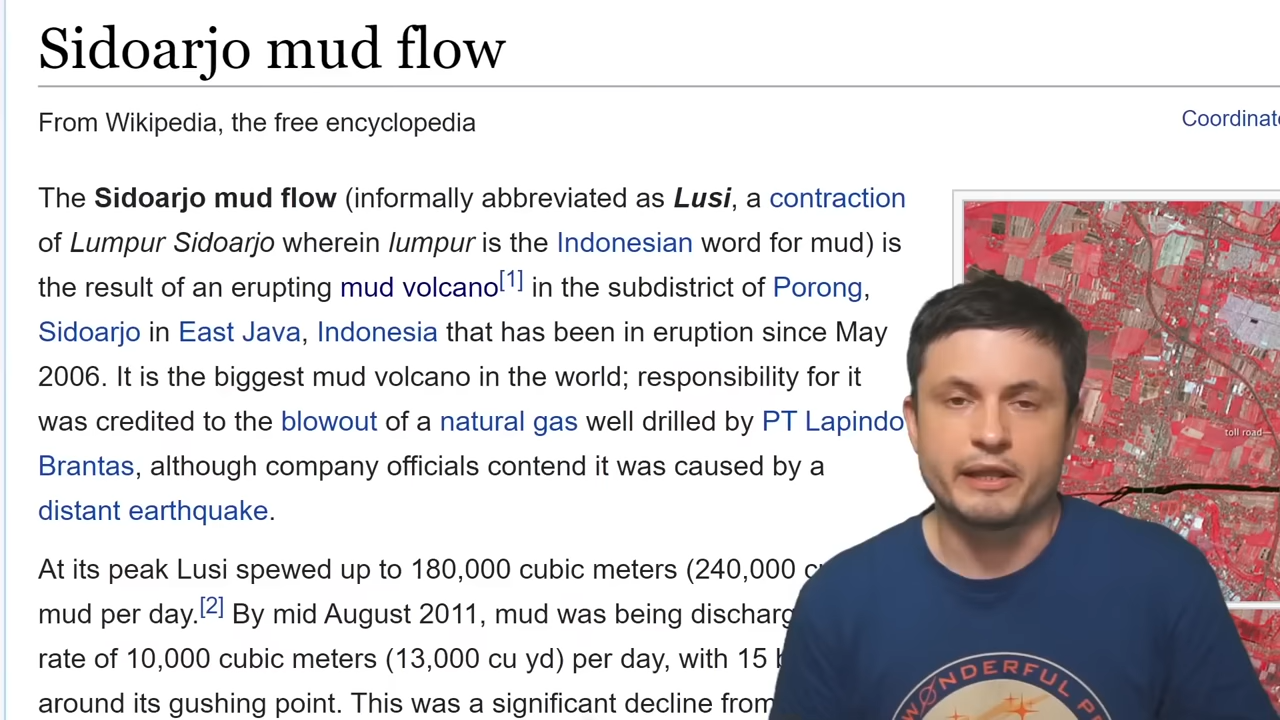 Sidoarjo mud flow
From Wikipedia, the free encyclopedia
The Sidoarjo mud flow (informally abbreviated as Lusi, a contraction
of Lumpur Sidoarjo wherein lumpur is the Indonesian word for mud) is
the result of an erupting mud volcano[1] in the subdistrict of Porong,
Sidoarjo in East Java, Indonesia that has been in eruption since May
2006. It is the biggest mud volcano in the world; responsibility for it
was credited to the blowout of a natural gas well drilled by PT Lapindo
Brantas, although company officials contend it was caused by a
distant earthquake.
At its peak Lusi spewed up to 180,000 cubic meters (240,000
mud per day.[2] By mid August 2011, mud was being
rate of 10,000 cubic meters (13,000 cu yd) per day, with 15
around its gushing point. This was a significant decline from
toll road
WØNDERFUL